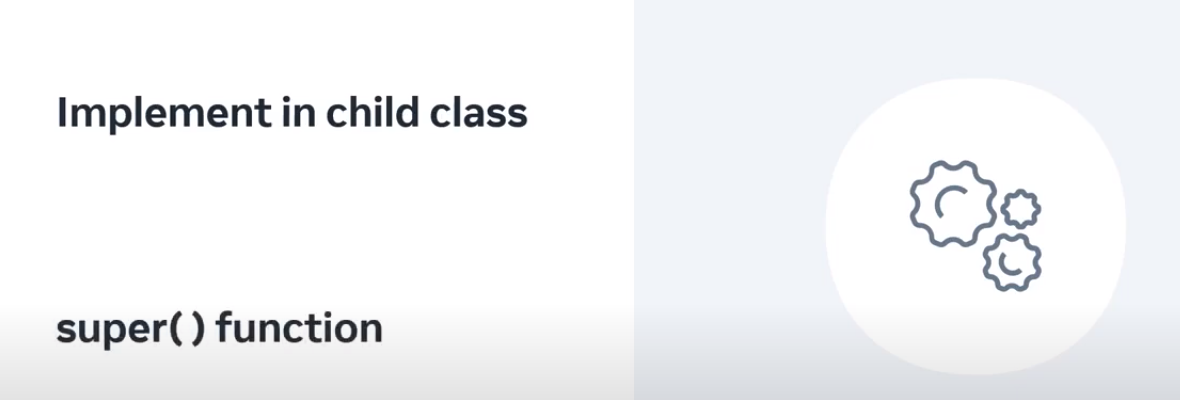 Implement in child class
super( ) function